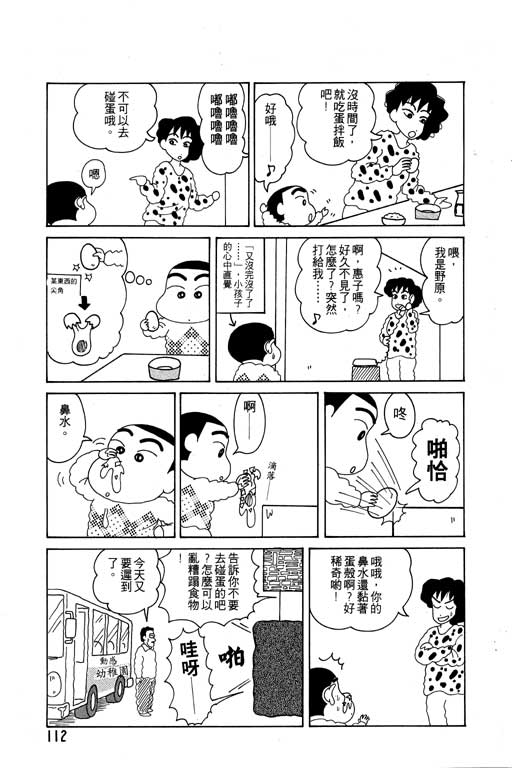 沒時間了，
就吃蛋拌飯
吧！
好哦—♪
嘟嚕嚕嚕
嘟嚕嚕嚕
不可以去
碰蛋哦。
嗯
喂，
我是野原。
啊，惠子嗎？
好久不見了，
怎麼了？突然
打給我……
「又沒完沒了了
……」，小孩子
的心中直覺
某東西的
尖角
咚
啪恰
啊——
滴落
鼻水。
哦哦，你的
鼻水還黏著
蛋殼啊？好
稀奇喲！
告訴你不要
去碰蛋的吧
？怎麼可以
亂糟蹋食物
！
啪
哇呀—
今天又
要遲到
了。
動感
幼稚園
112